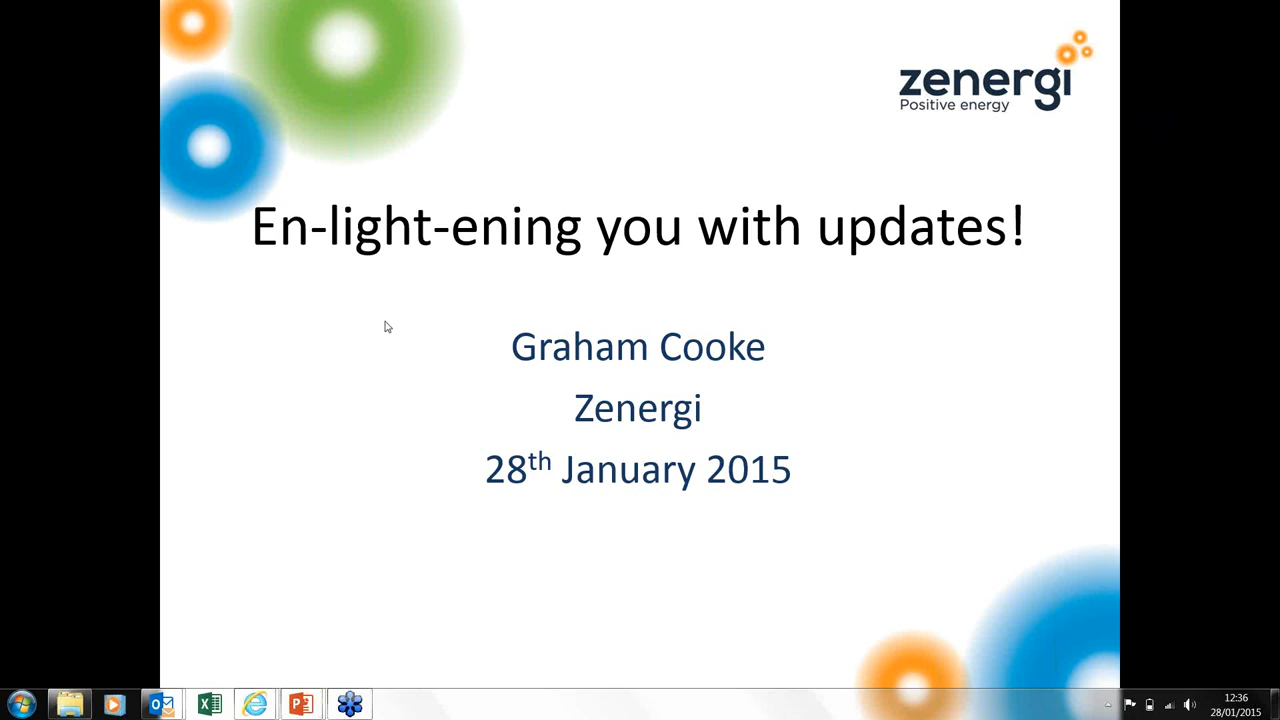 zenergi
Positive energy
En-light-ening you with updates!
Graham Cooke
Zenergi
28th January 2015
12:36
28/01/2015